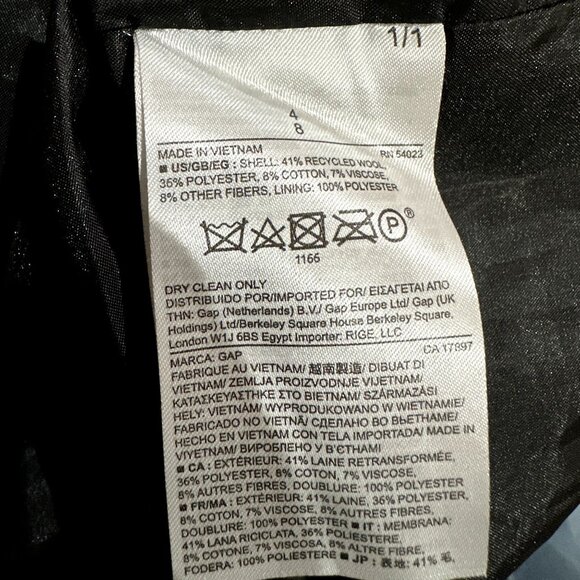 1/1
4
8
MADE IN VIETNAM RN 54023
■ US/GB/EG : SHELL: 41% RECYCLED WOOL,
36% POLYESTER, 8% COTTON, 7% VISCOSE,
8% OTHER FIBERS, LINING: 100% POLYESTER
P ®
1166
DRY CLEAN ONLY
DISTRIBUIDO POR/IMPORTED FOR/ ΕΙΣΑΓΕΤΑΙ ΑΠΟ
ΤΗΝ: Gap (Netherlands) B.V./ Gap Europe Ltd/ Gap (UK
Holdings) Ltd/Berkeley Square House Berkeley Square,
London W1J 6BS Egypt Importer: RIGE, LLC
MARCA: GAP CA 17897
FABRIQUE AU VIETNAM/ 越南製造/ DIBUAT DI
VIETNAM/ ZEMLJA PROIZVODNJE VIJETNAM/
ΚΑΤΑΣΚΕΥΑΣΤΗΚΕ ΣΤΟ ΒΙΕΤΝΑΜ/ SZÁRMAZÁSI
HELY: VIETNAM/ WYPRODUKOWANO W WIETNAMIE/
FABRICADO NO VIETNÃ/ СДЕЛАНО ВО ВЬЕТНАМЕ/
HECHO EN VIETNAM CON TELA IMPORTADA/ MADE IN
VIYETNAM/ ВИРОБЛЕНО У В'ЄТНАМІ
■ CA : EXTÉRIEUR: 41% LAINE RETRANSFORMÉE,
36% POLYESTER, 8% COTON, 7% VISCOSE,
8% AUTRES FIBRES, DOUBLURE: 100% POLYESTER
■ FR/MA : EXTÉRIEUR: 41% LAINE, 36% POLYESTER,
8% COTON, 7% VISCOSE, 8% AUTRES FIBRES,
DOUBLURE: 100% POLYESTER ■ IT : MEMBRANA:
41% LANA RICICLATA, 36% POLIESTERE,
8% COTONE, 7% VISCOSA, 8% ALTRE FIBRE,
FODERA: 100% POLIESTERE ■ JP : 表地: 41% 毛,